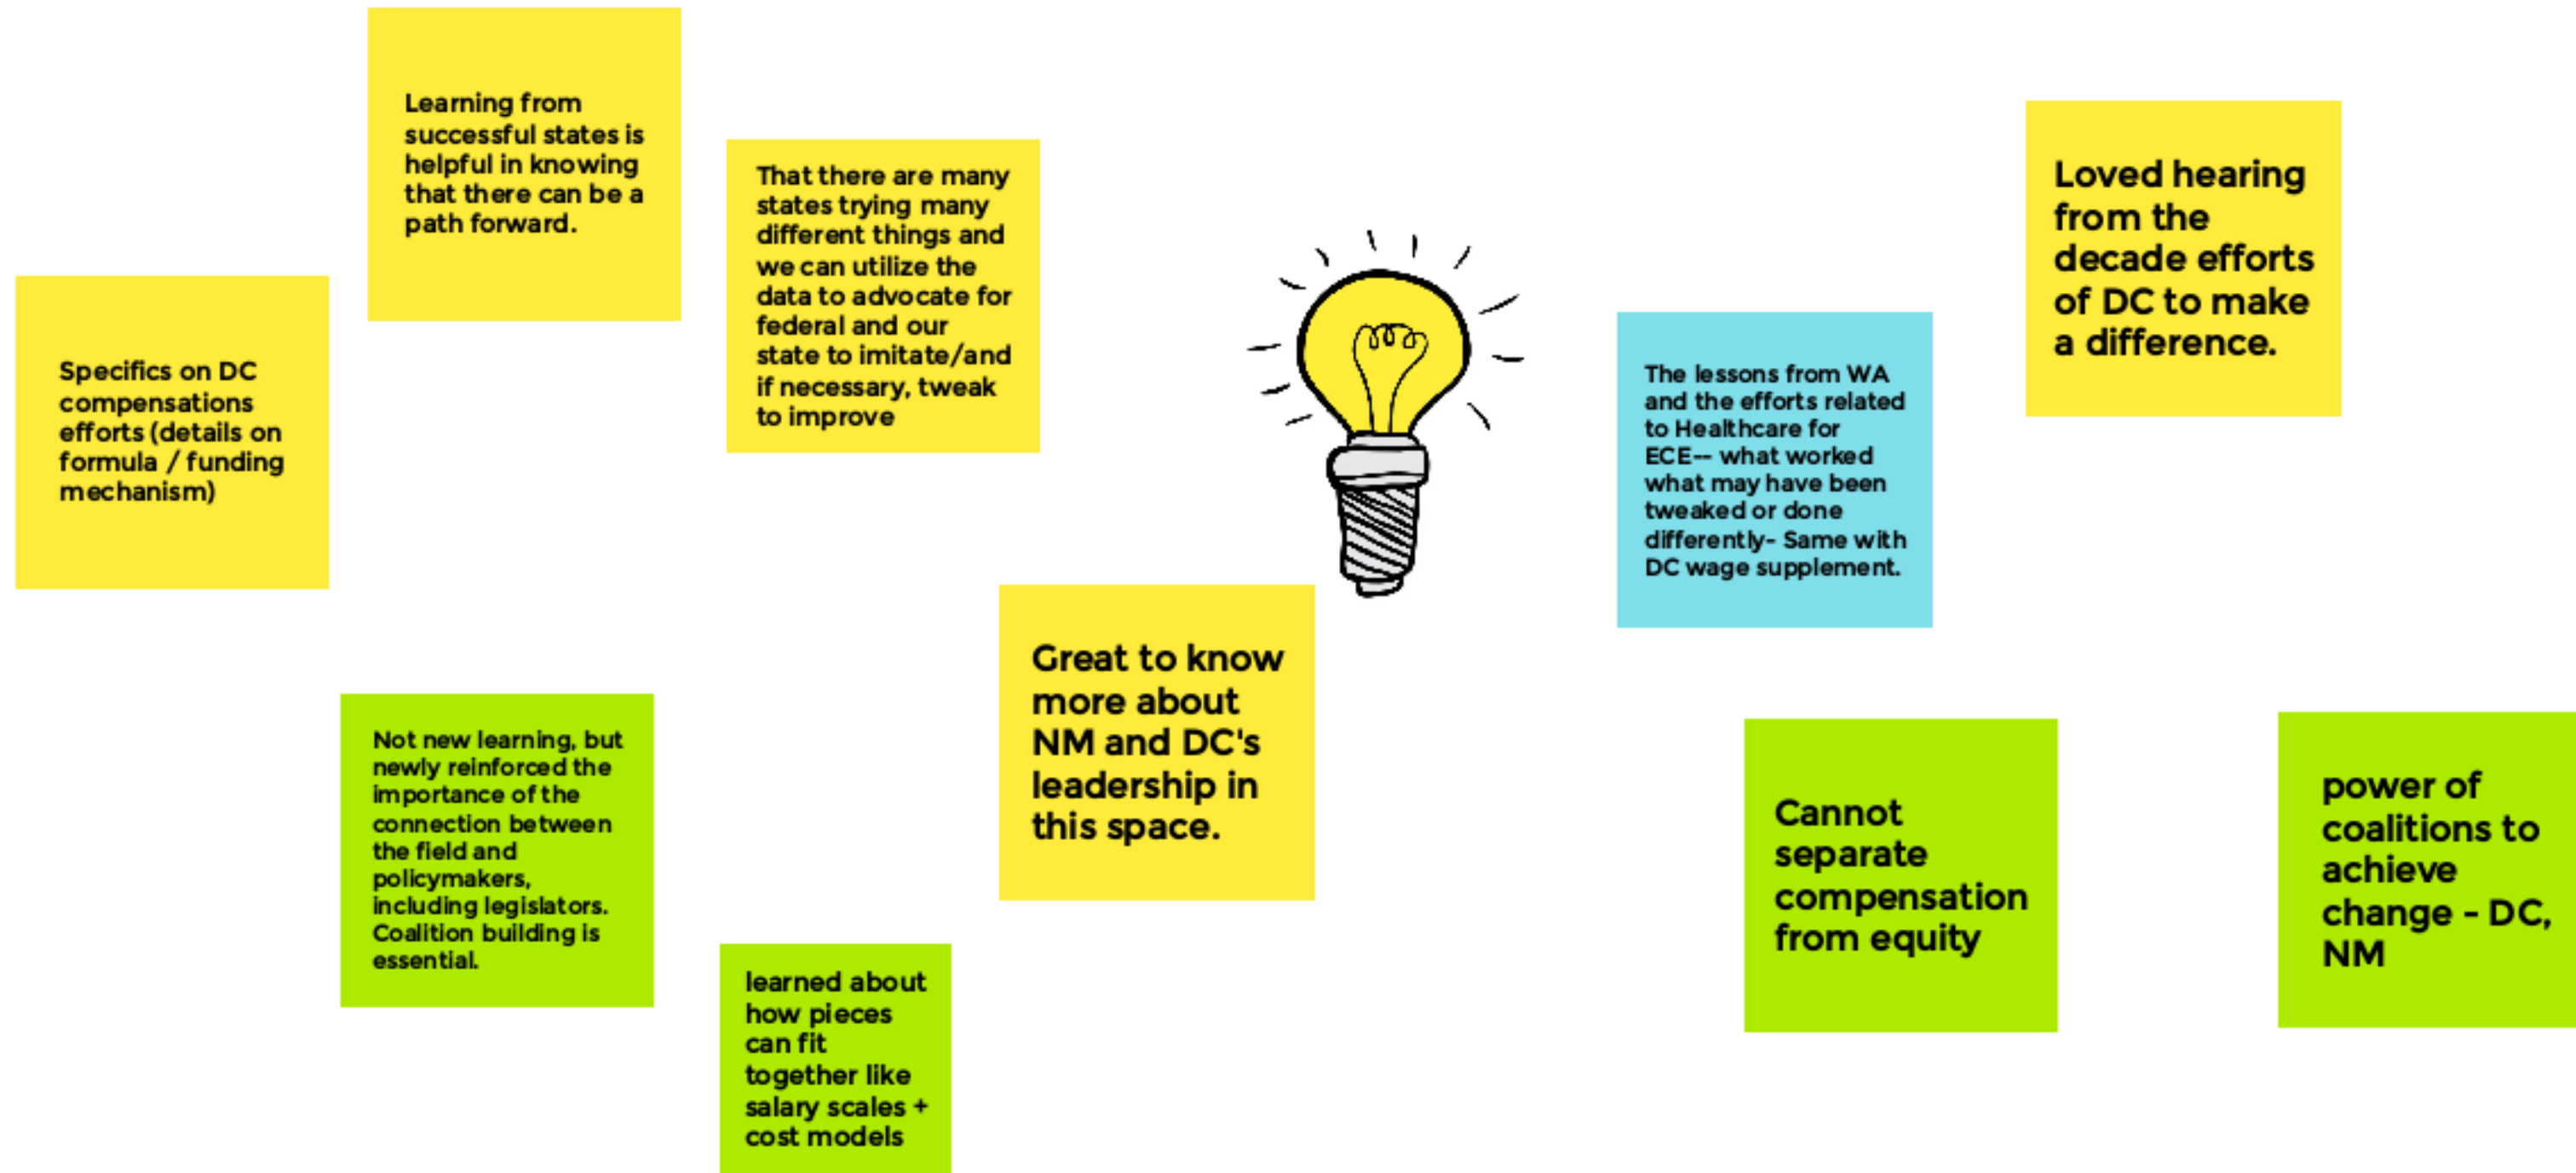 Learning from
successful states is
helpful in knowing
that there can be a
path forward.
That there are many
states trying many
different things and
we can utilize the
data to advocate for
federal and our
state to imitate/and
if necessary, tweak
to improve
Loved hearing
from the
decade efforts
of DC to make
a difference.
Specifics on DC
compensations
efforts (details on
formula / funding
mechanism)
The lessons from WA
and the efforts related
to Healthcare for
ECE-- what worked
what may have been
tweaked or done
differently- Same with
DC wage supplement.
Great to know
more about
NM and DC's
leadership in
this space.
Not new learning, but
newly reinforced the
importance of the
connection between
the field and
policymakers,
including legislators.
Coalition building is
essential.
Cannot
separate
compensation
from equity
power of
coalitions to
achieve
change - DC,
NM
learned about
how pieces
can fit
together like
salary scales +
cost models